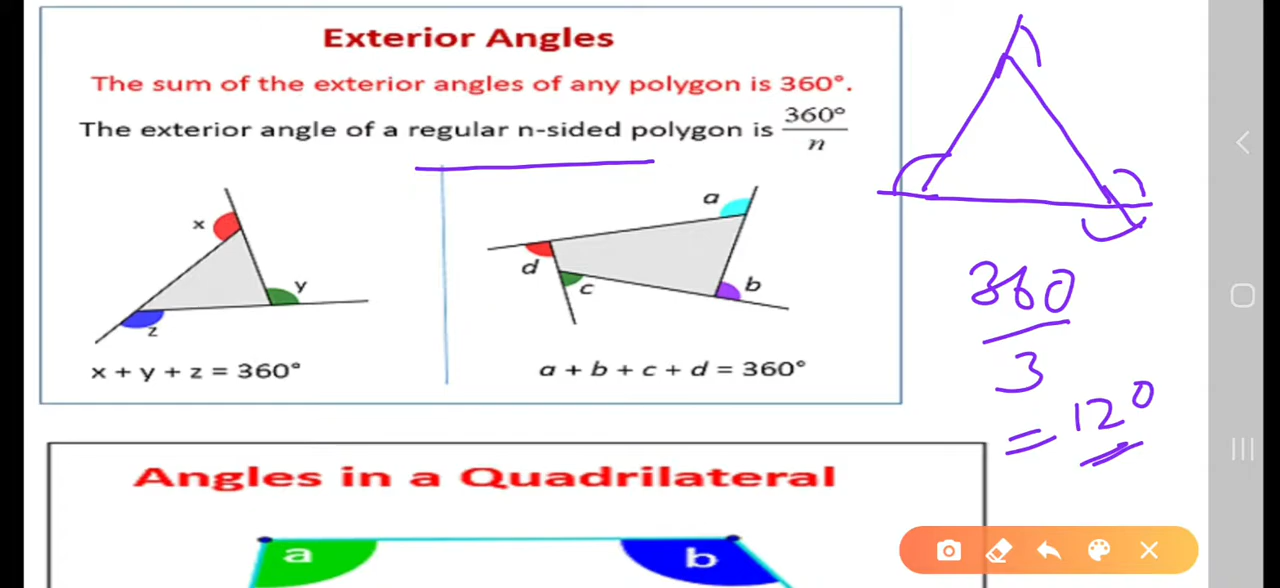 Exterior Angles
The sum of the exterior angles of any polygon is 360°.
The exterior angle of a regular n-sided polygon is 360°/n
x
y
z
x + y + z = 360°
a
b
c
d
a + b + c + d = 360°
360
3
= 120
Angles in a Quadrilateral
a
b